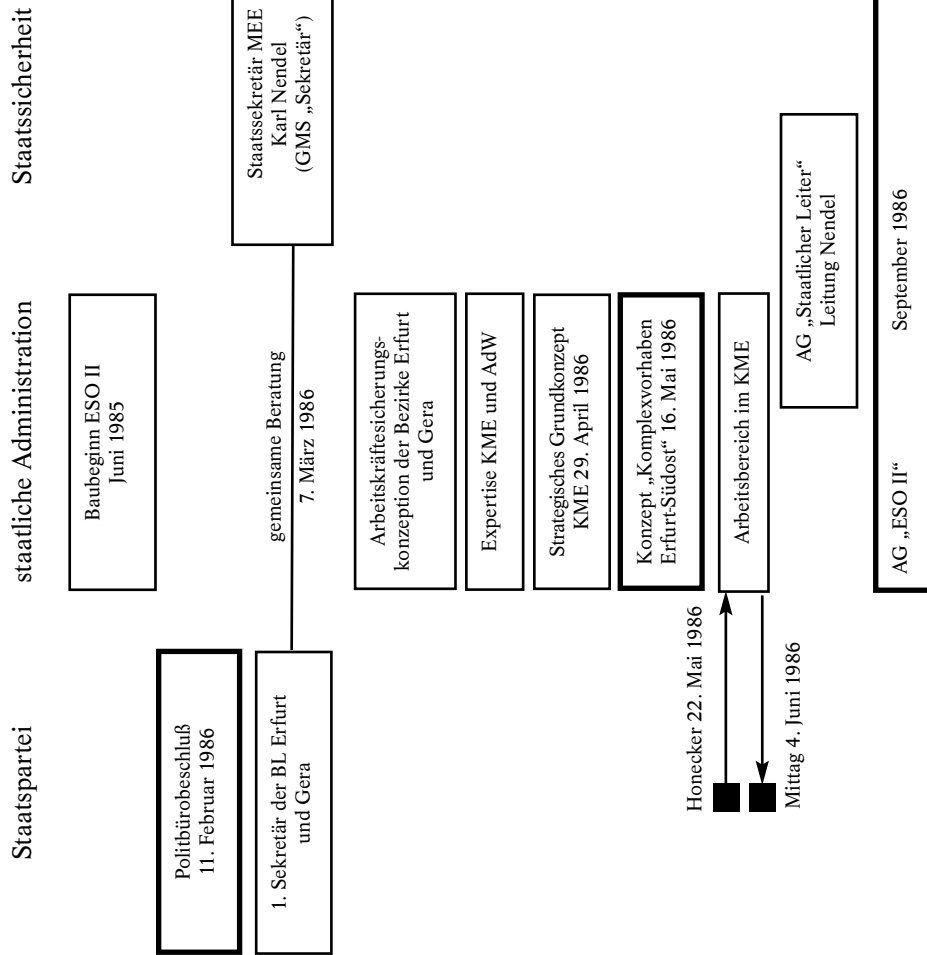 Staatspartei
staatliche Administration
Staatssicherheit
Baubeginn ESO II
Juni 1985
Politbürobeschluß
11. Februar 1986
1. Sekretär der BL Erfurt
und Gera
gemeinsame Beratung
7. März 1986
Staatssekretär MEE
Karl Nendel
(GMS „Sekretär“)
Arbeitskräftesicherungs-
konzeption der Bezirke Erfurt
und Gera
Expertise KME und AdW
Strategisches Grundkonzept
KME 29. April 1986
Konzept „Komplexvorhaben
Erfurt-Südost“ 16. Mai 1986
Honecker 22. Mai 1986
Mittag 4. Juni 1986
Arbeitsbereich im KME
AG „Staatlicher Leiter“
Leitung Nendel
AG „ESO II“
September 1986